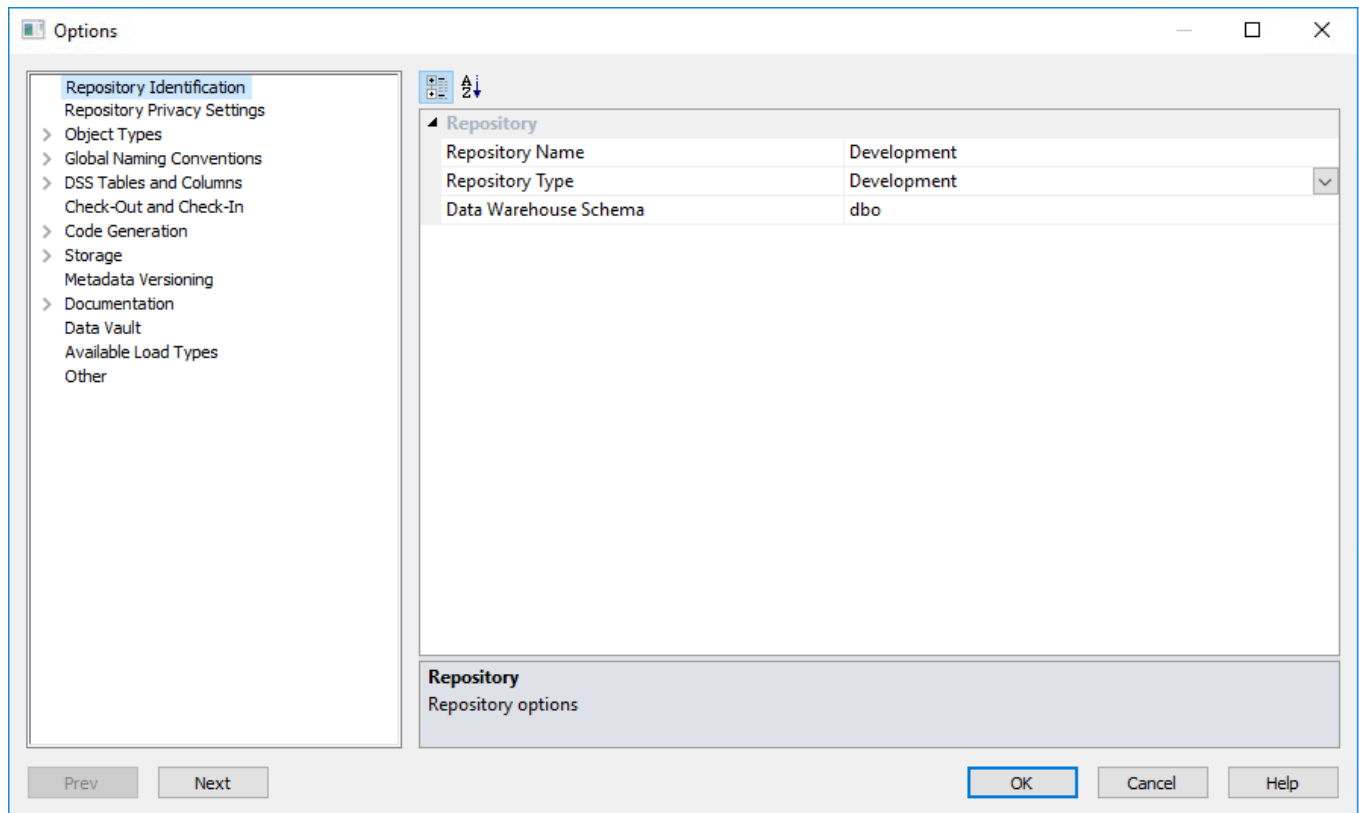 Options
Repository Identification
Repository Privacy Settings
Object Types
Global Naming Conventions
DSS Tables and Columns
Check-Out and Check-In
Code Generation
Storage
Metadata Versioning
Documentation
Data Vault
Available Load Types
Other
A
Z
Repository
Repository Name Development
Repository Type Development
Data Warehouse Schema dbo
Repository
Repository options
Prev Next OK Cancel Help